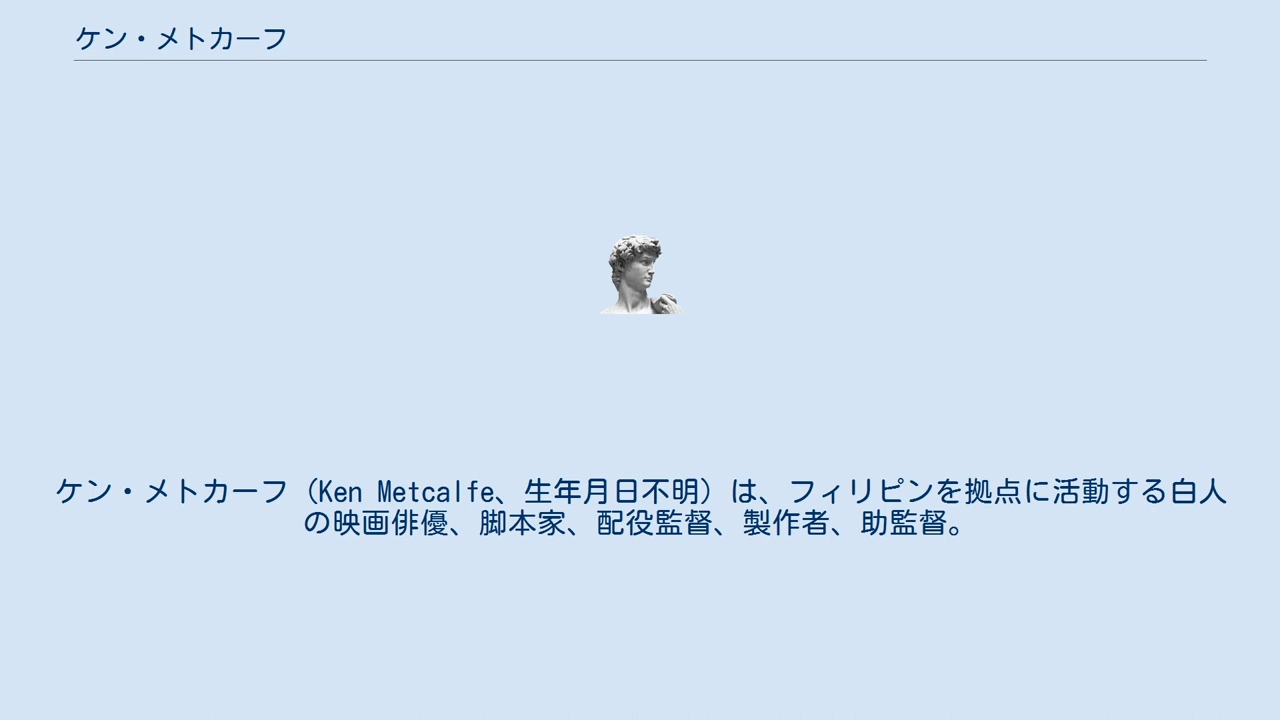 ケン・メトカーフ
ケン・メトカーフ（Ken Metcalfe、生年月日不明）は、フィリピンを拠点に活動する白人
の映画俳優、脚本家、配役監督、製作者、助監督。